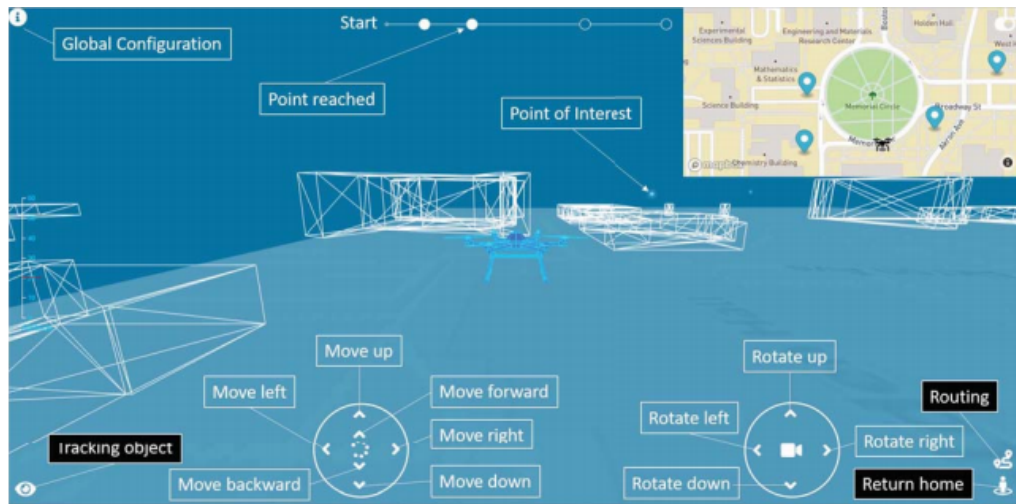 Start
Global Configuration
Point reached
Point of Interest
Experimental
Sciences Building
Engineering and Materials
Research Center
Holden Hall
Mathematics
& Statistics
Science Building
Memorial Circle
Broadway St
Akron Ave
Chemistry Building
Move up
Move left
Move forward
Move right
Tracking object
Move backward
Move down
Rotate up
Rotate left
Rotate right
Rotate down
Routing
Return home